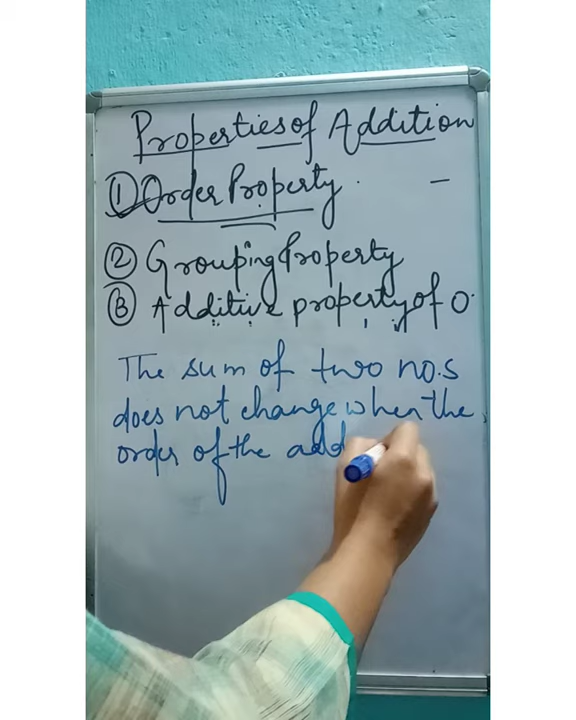 Properties of Addition
① Order Property. -
② Grouping Property
③ Additive property of 0.
The sum of two no.s
does not change when the
order of the add